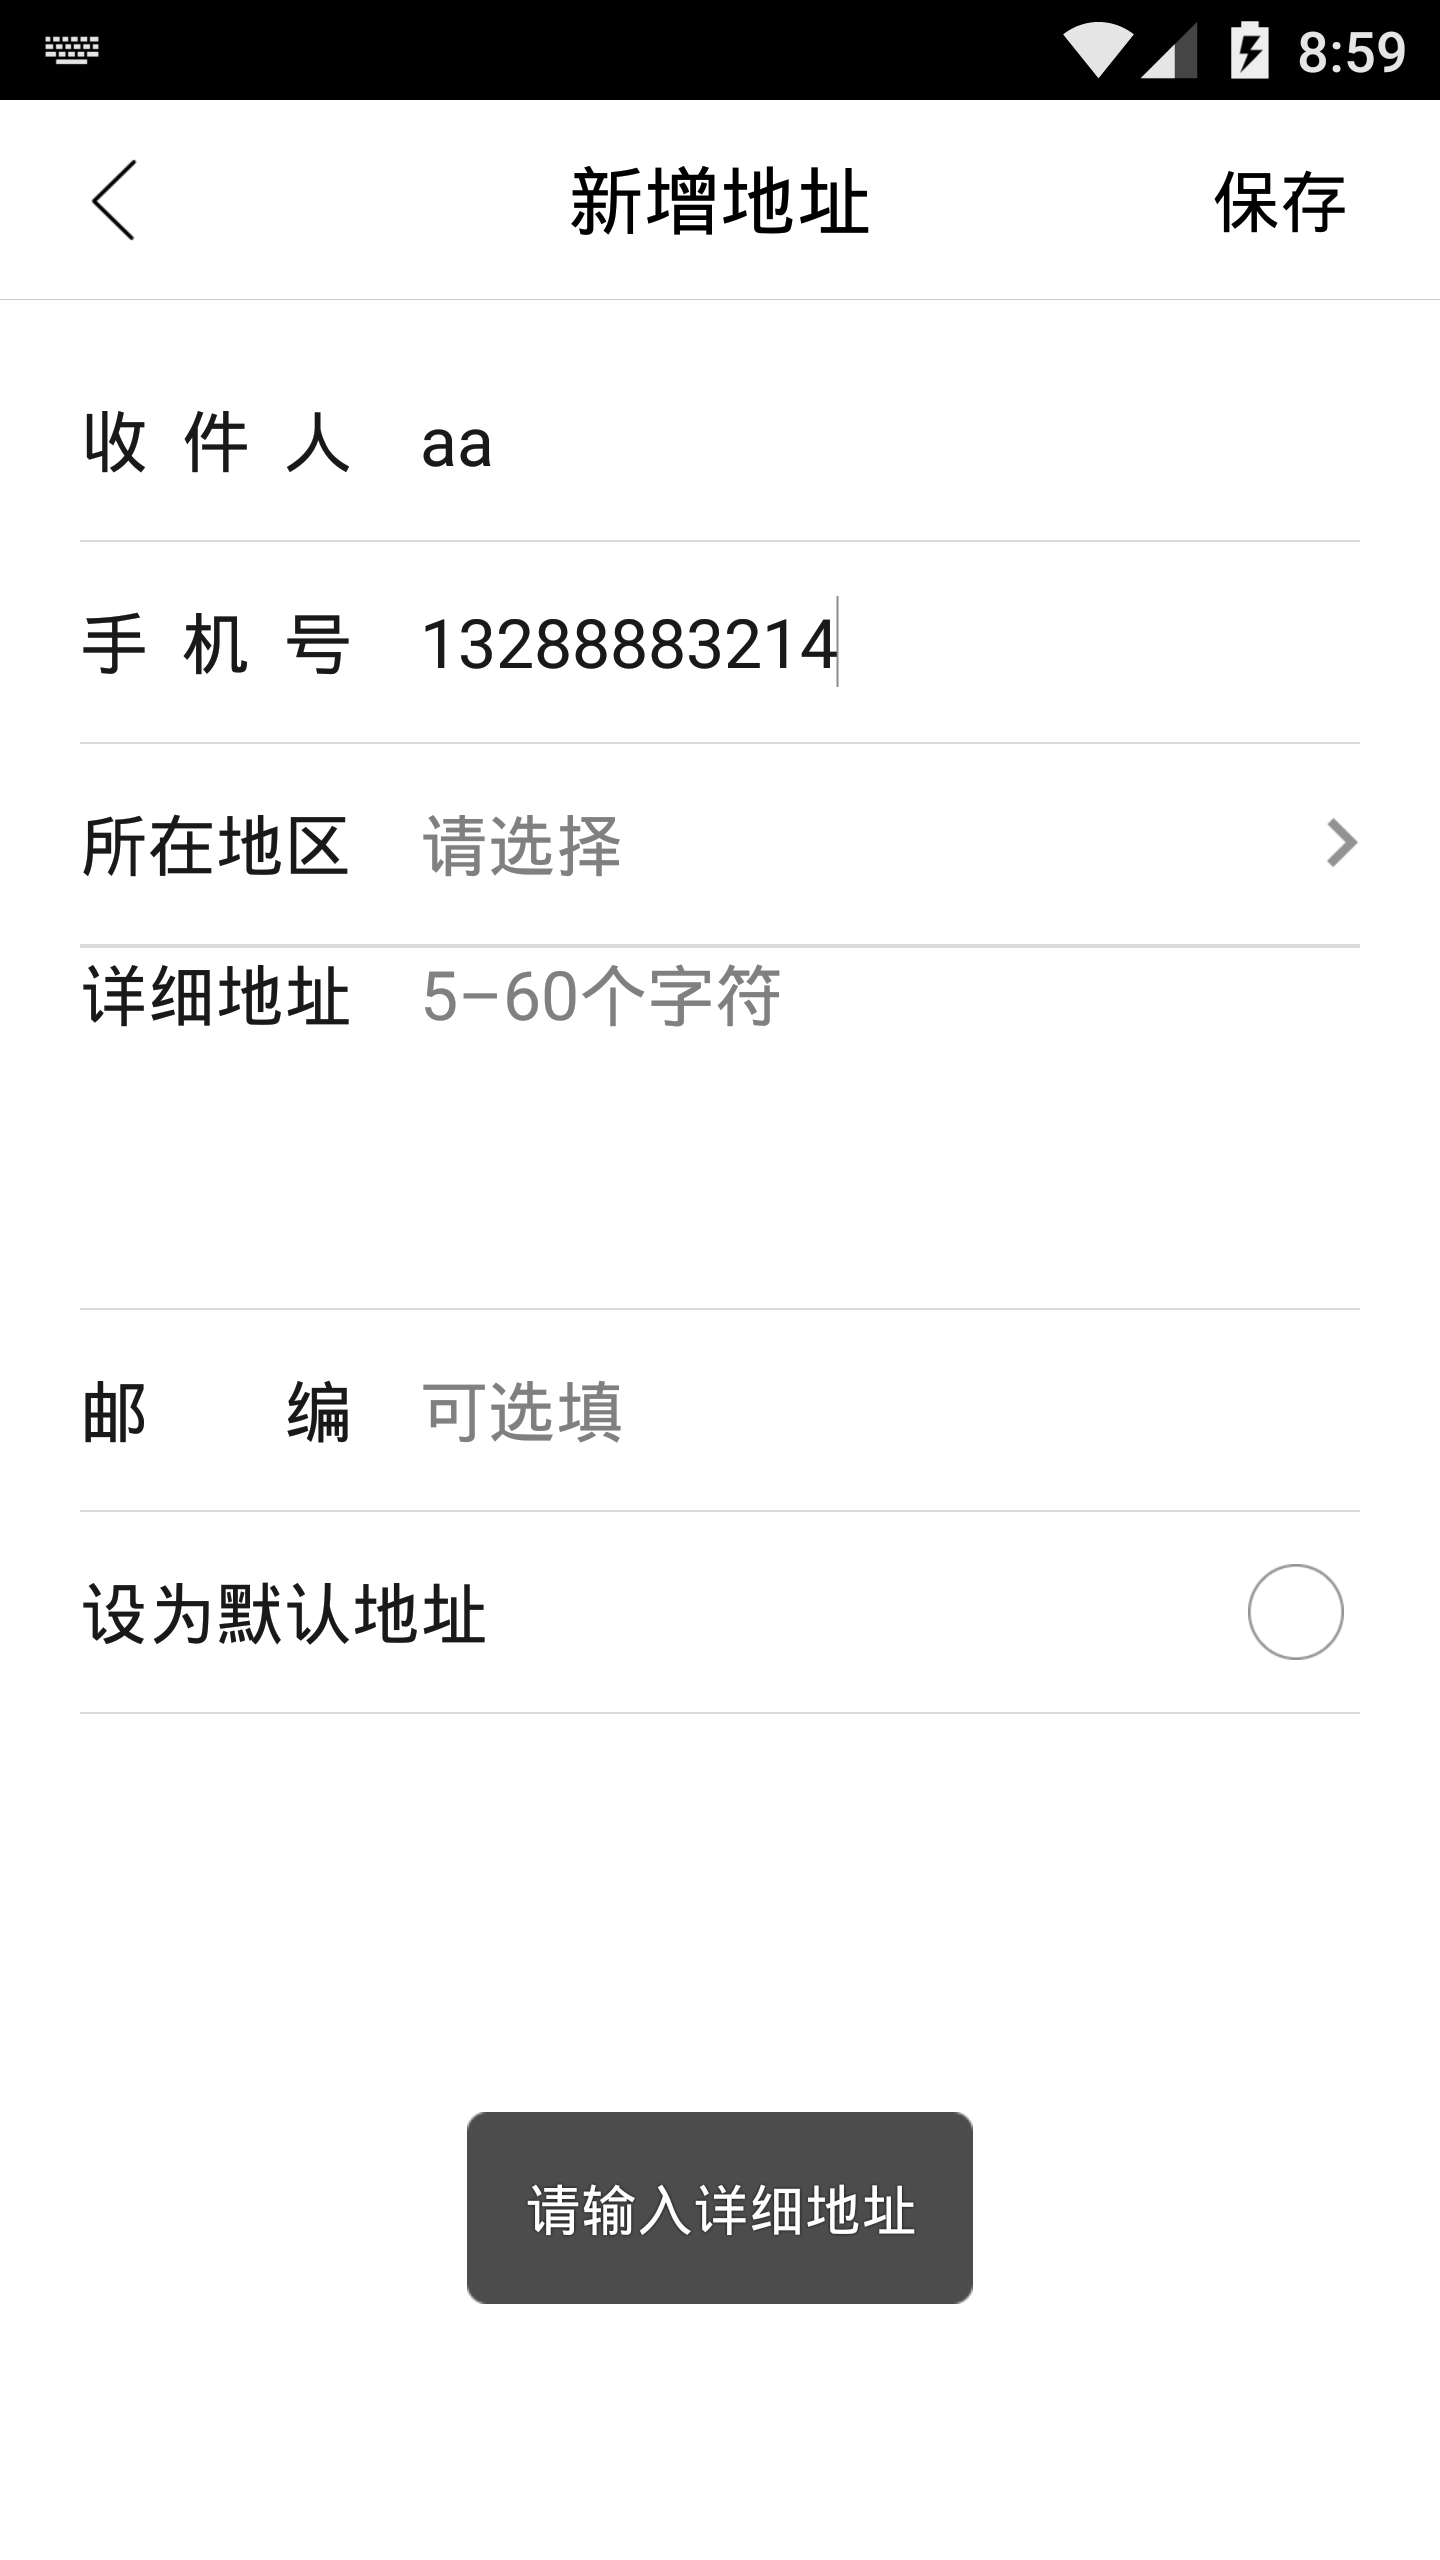 8:59
新增地址 保存
收件人 aa
手机号 13288883214
所在地区 请选择
详细地址 5-60个字符
邮编 可选填
设为默认地址
请输入详细地址